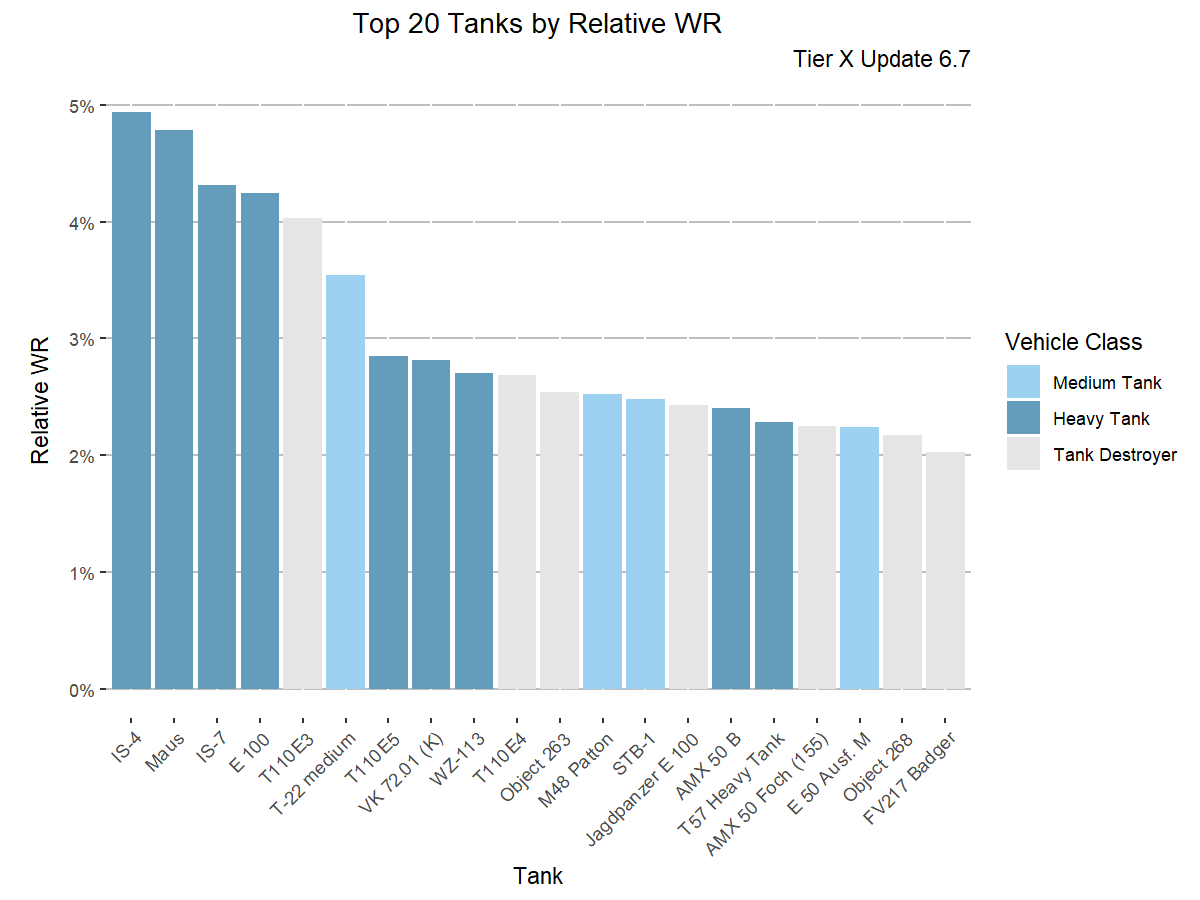 Top 20 Tanks by Relative WR
Tier X Update 6.7
5%
4%
3%
2%
1%
0%
Relative WR
IS-4
Maus
IS-7
E 100
T110E3
T-22 medium
T110E5
VK 72.01 (K)
WZ-113
T110E4
Object 263
M48 Patton
STB-1
Jagdpanzer E 100
AMX 50 B
T57 Heavy Tank
AMX 50 Foch (155)
E 50 Ausf. M
Object 268
FV217 Badger
Tank
Vehicle Class
Medium Tank
Heavy Tank
Tank Destroyer